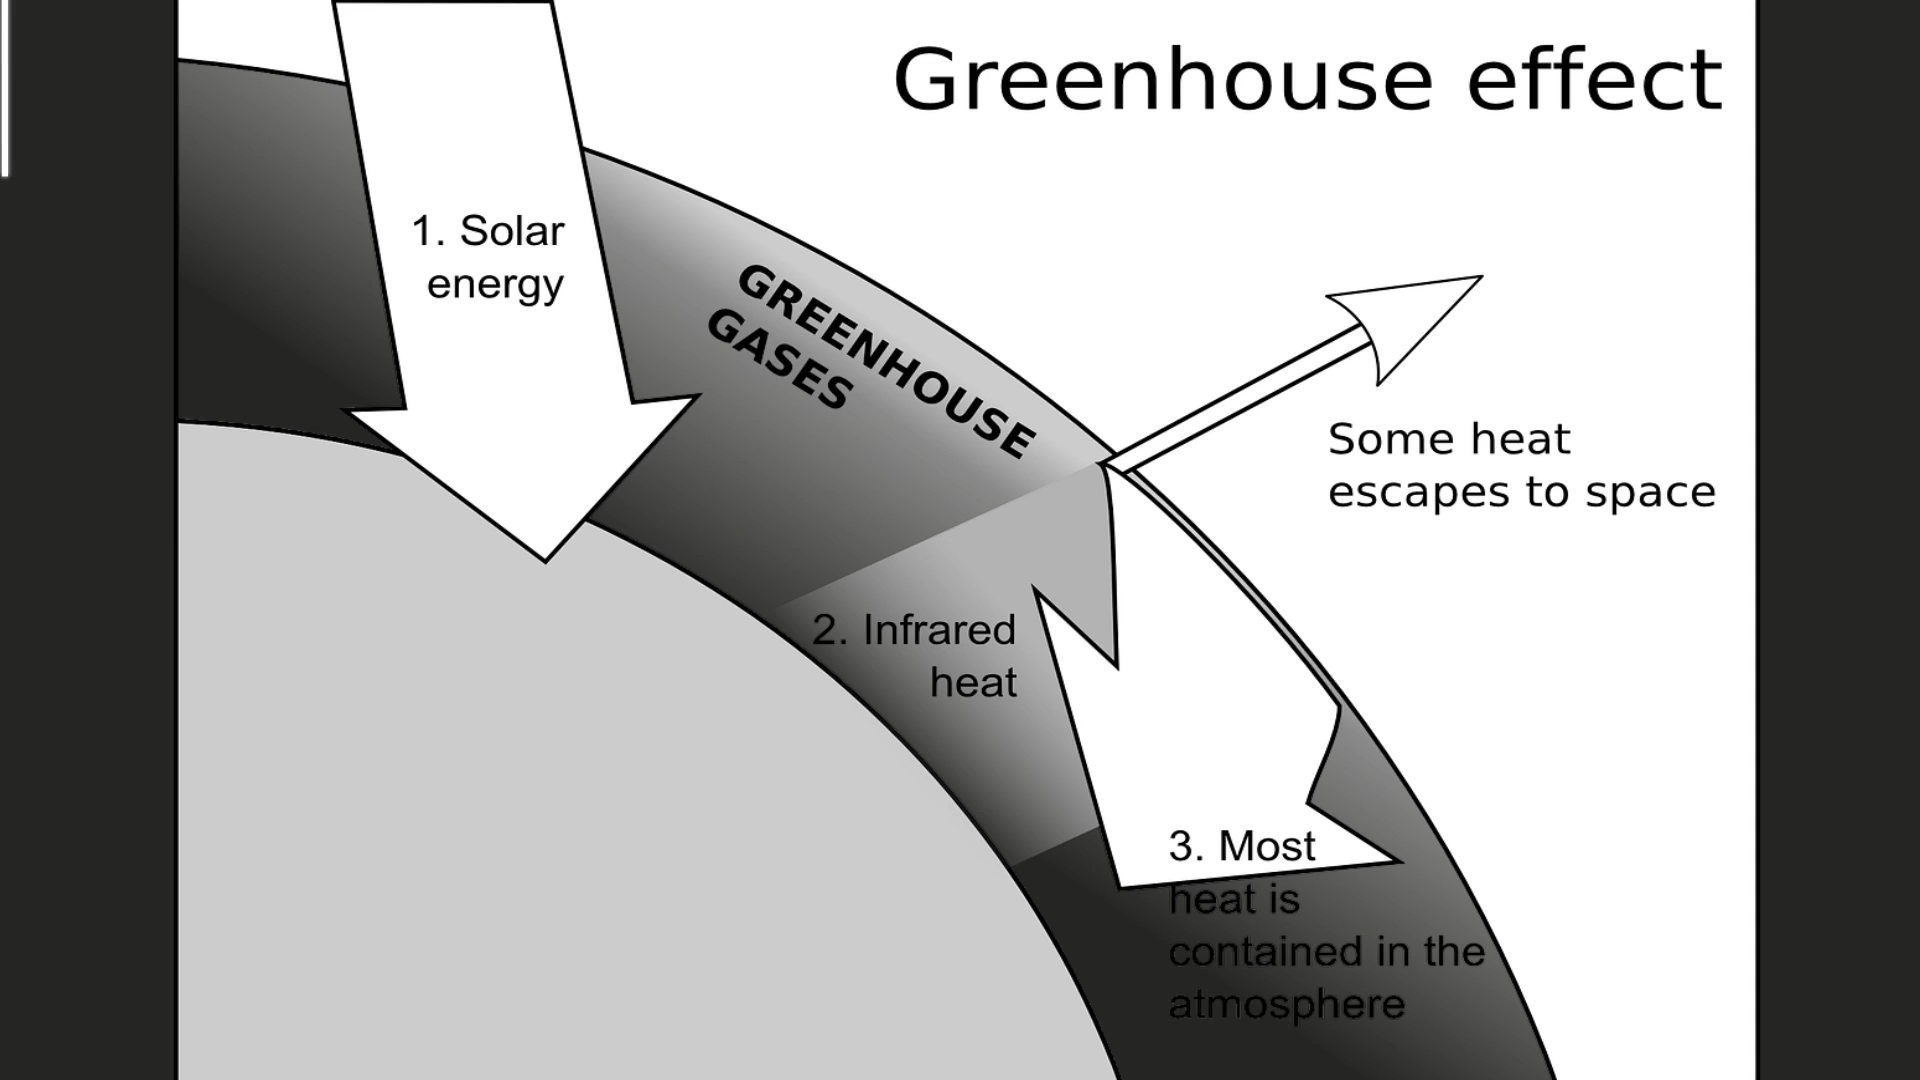 Greenhouse effect
1. Solar
energy
GREENHOUSE
GASES
Some heat
escapes to space
2. Infrared
heat
3. Most
heat is
contained in the
atmosphere